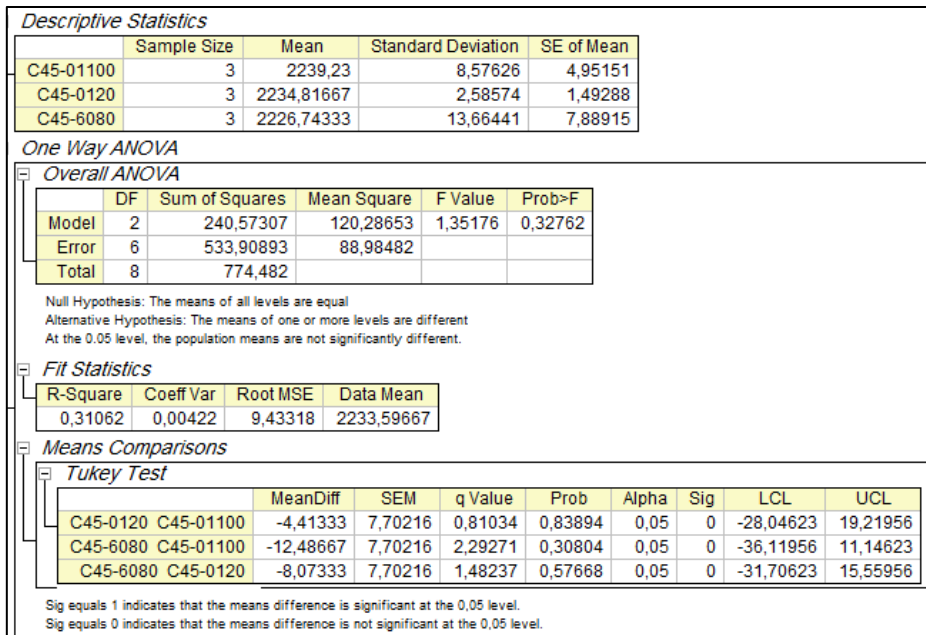 Descriptive Statistics
Sample Size Mean Standard Deviation SE of Mean
C45-01100 3 2239,23 8,57626 4,95151
C45-0120 3 2234,81667 2,58574 1,49288
C45-6080 3 2226,74333 13,66441 7,88915
One Way ANOVA
Overall ANOVA
DF Sum of Squares Mean Square F Value Prob>F
Model 2 240,57307 120,28653 1,35176 0,32762
Error 6 533,90893 88,98482
Total 8 774,482
Null Hypothesis: The means of all levels are equal
Alternative Hypothesis: The means of one or more levels are different
At the 0.05 level, the population means are not significantly different.
Fit Statistics
R-Square Coeff Var Root MSE Data Mean
0,31062 0,00422 9,43318 2233,59667
Means Comparisons
Tukey Test
MeanDiff SEM q Value Prob Alpha Sig LCL UCL
C45-0120 C45-01100 -4,41333 7,70216 0,81034 0,83894 0,05 0 -28,04623 19,21956
C45-6080 C45-01100 -12,48667 7,70216 2,29271 0,30804 0,05 0 -36,11956 11,14623
C45-6080 C45-0120 -8,07333 7,70216 1,48237 0,57668 0,05 0 -31,70623 15,55956
Sig equals 1 indicates that the means difference is significant at the 0,05 level.
Sig equals 0 indicates that the means difference is not significant at the 0,05 level.